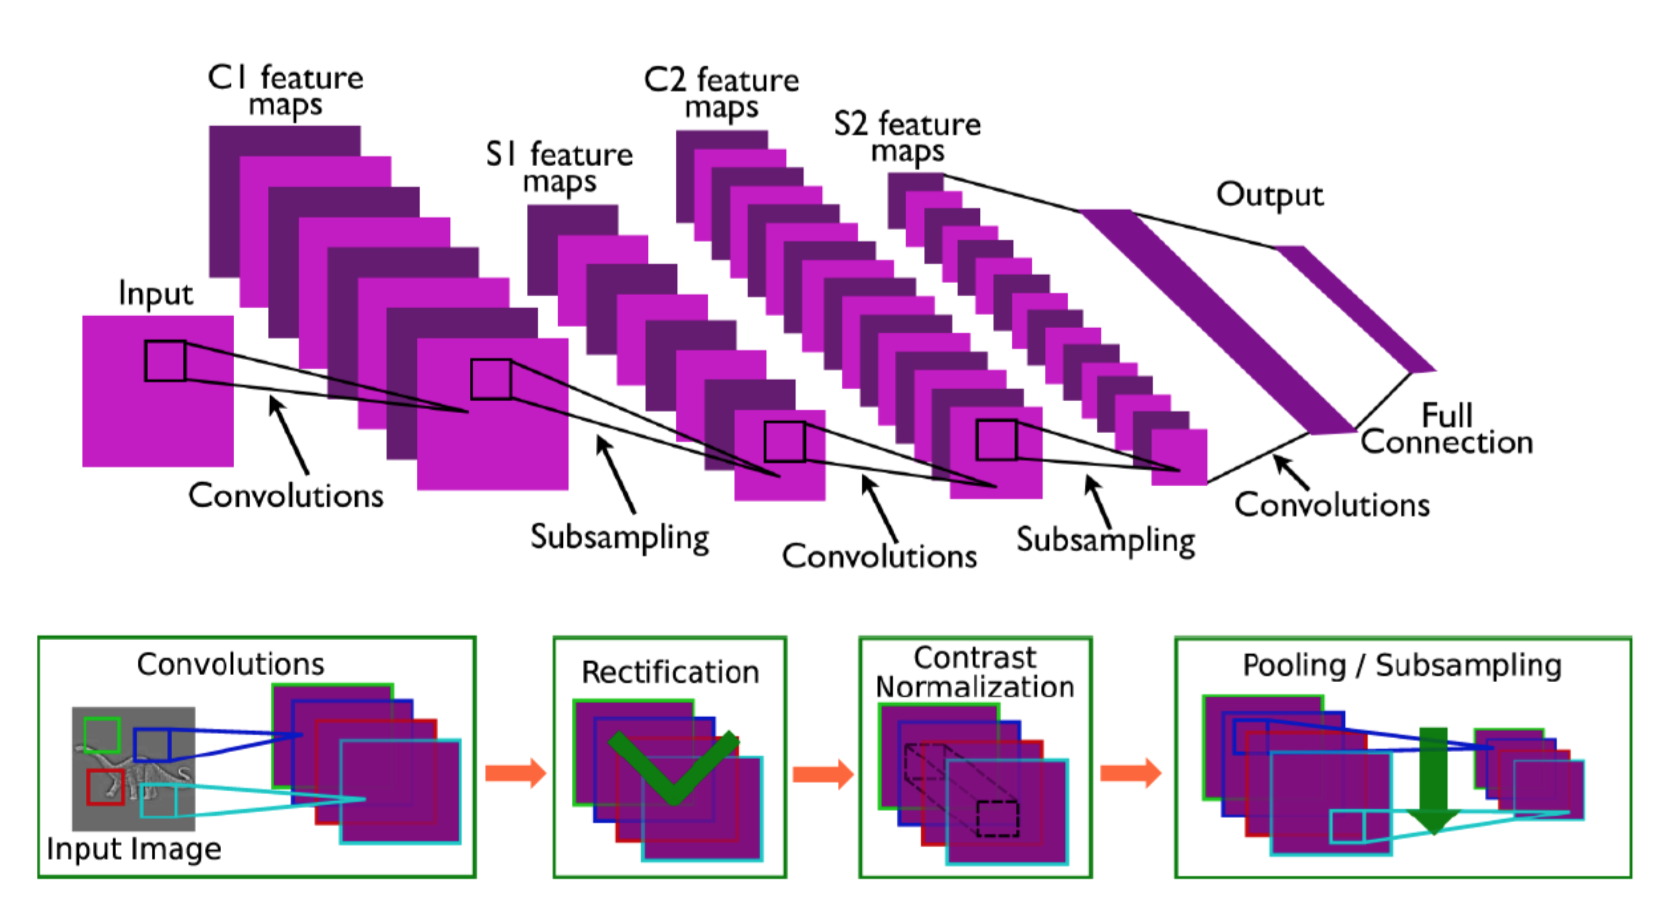 C1 feature
maps
C2 feature
maps
S1 feature
maps
S2 feature
maps
Output
Input
Full
Connection
Convolutions
Subsampling
Convolutions
Subsampling
Convolutions
Convolutions
Input Image
Rectification
Contrast
Normalization
Pooling / Subsampling